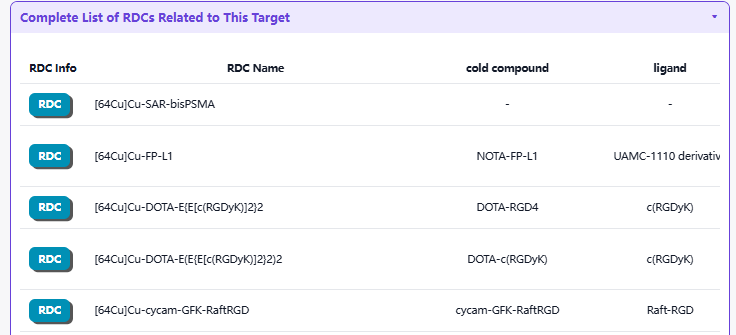 Complete List of RDCs Related to This Target
RDC Info RDC Name cold compound ligand
RDC [64Cu]Cu-SAR-bisPSMA - -
RDC [64Cu]Cu-FP-L1 NOTA-FP-L1 UAMC-1110 derivativ
RDC [64Cu]Cu-DOTA-E{E[c(RGDyK)]2}2 DOTA-RGD4 c(RGDyK)
RDC [64Cu]Cu-DOTA-E(E{E[c(RGDyK)]2}2)2 DOTA-c(RGDyK) c(RGDyK)
RDC [64Cu]Cu-cycam-GFK-RaftRGD cycam-GFK-RaftRGD Raft-RGD